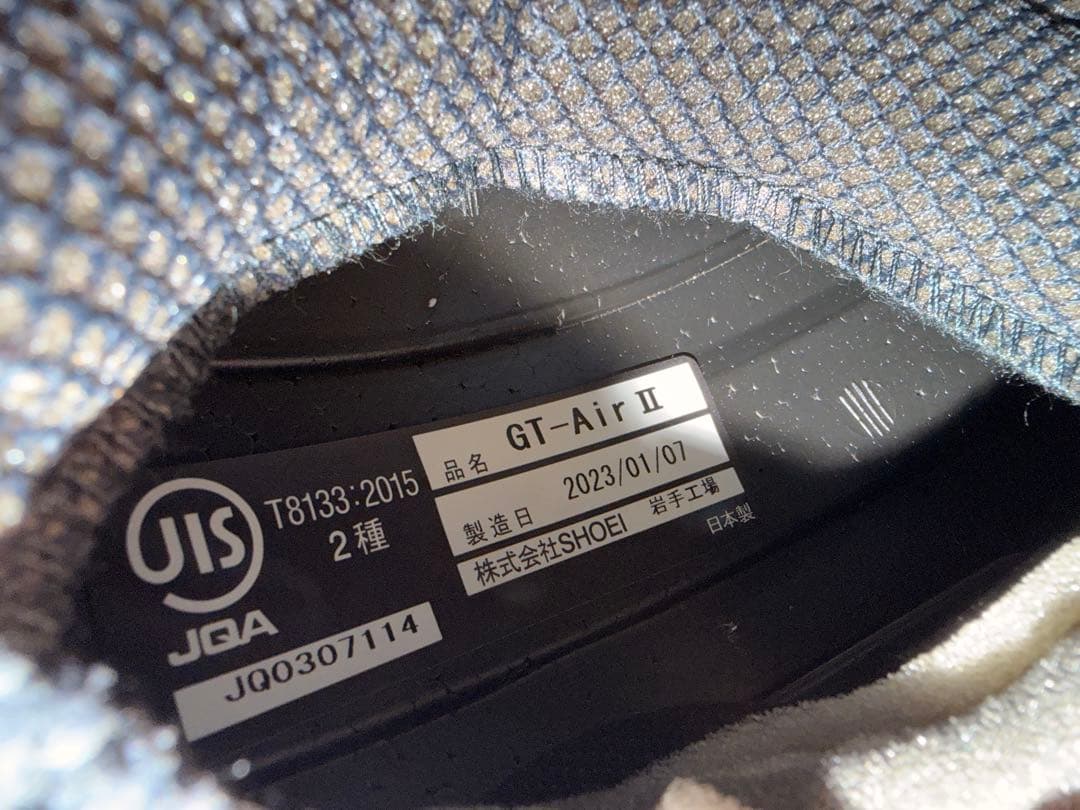 JIS
T8133:2015
2種
JQA
JQ0307114
品名 GT-Air Ⅱ
製造日 2023/01/07
株式会社SHOEI 岩手工場
日本製